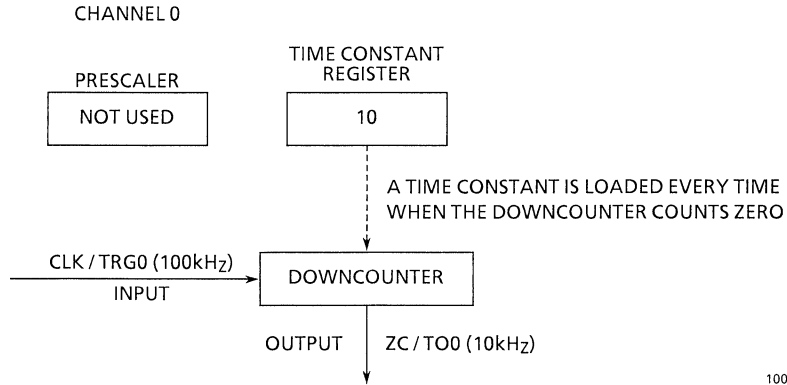 CHANNEL 0
PRESCALER
NOT USED
TIME CONSTANT
REGISTER
10
A TIME CONSTANT IS LOADED EVERY TIME
WHEN THE DOWNCOUNTER COUNTS ZERO
CLK / TRG0 (100kHZ)
INPUT
DOWNCOUNTER
OUTPUT ZC / TO0 (10kHZ)
100